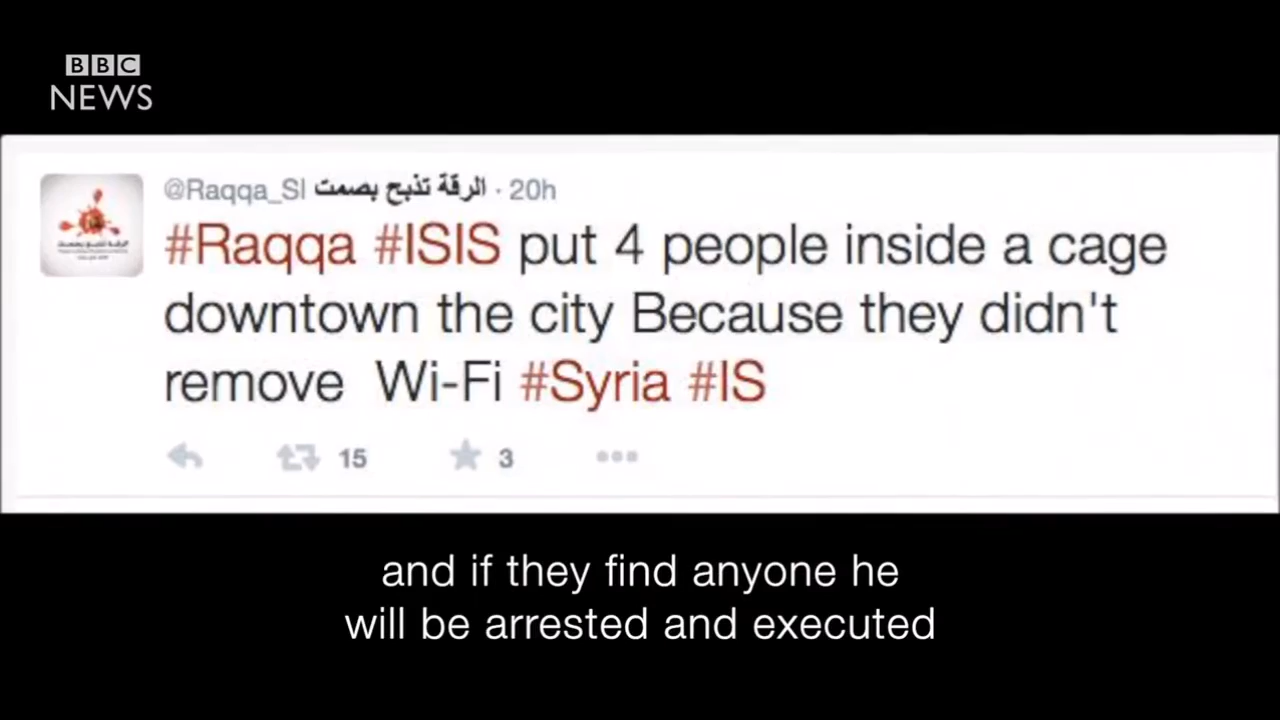 BBC
NEWS
@Raqqa_Sl الرقة تذبح بصمت · 20h
#Raqqa #ISIS put 4 people inside a cage
downtown the city Because they didn't
remove Wi-Fi #Syria #IS
15 3
and if they find anyone he
will be arrested and executed